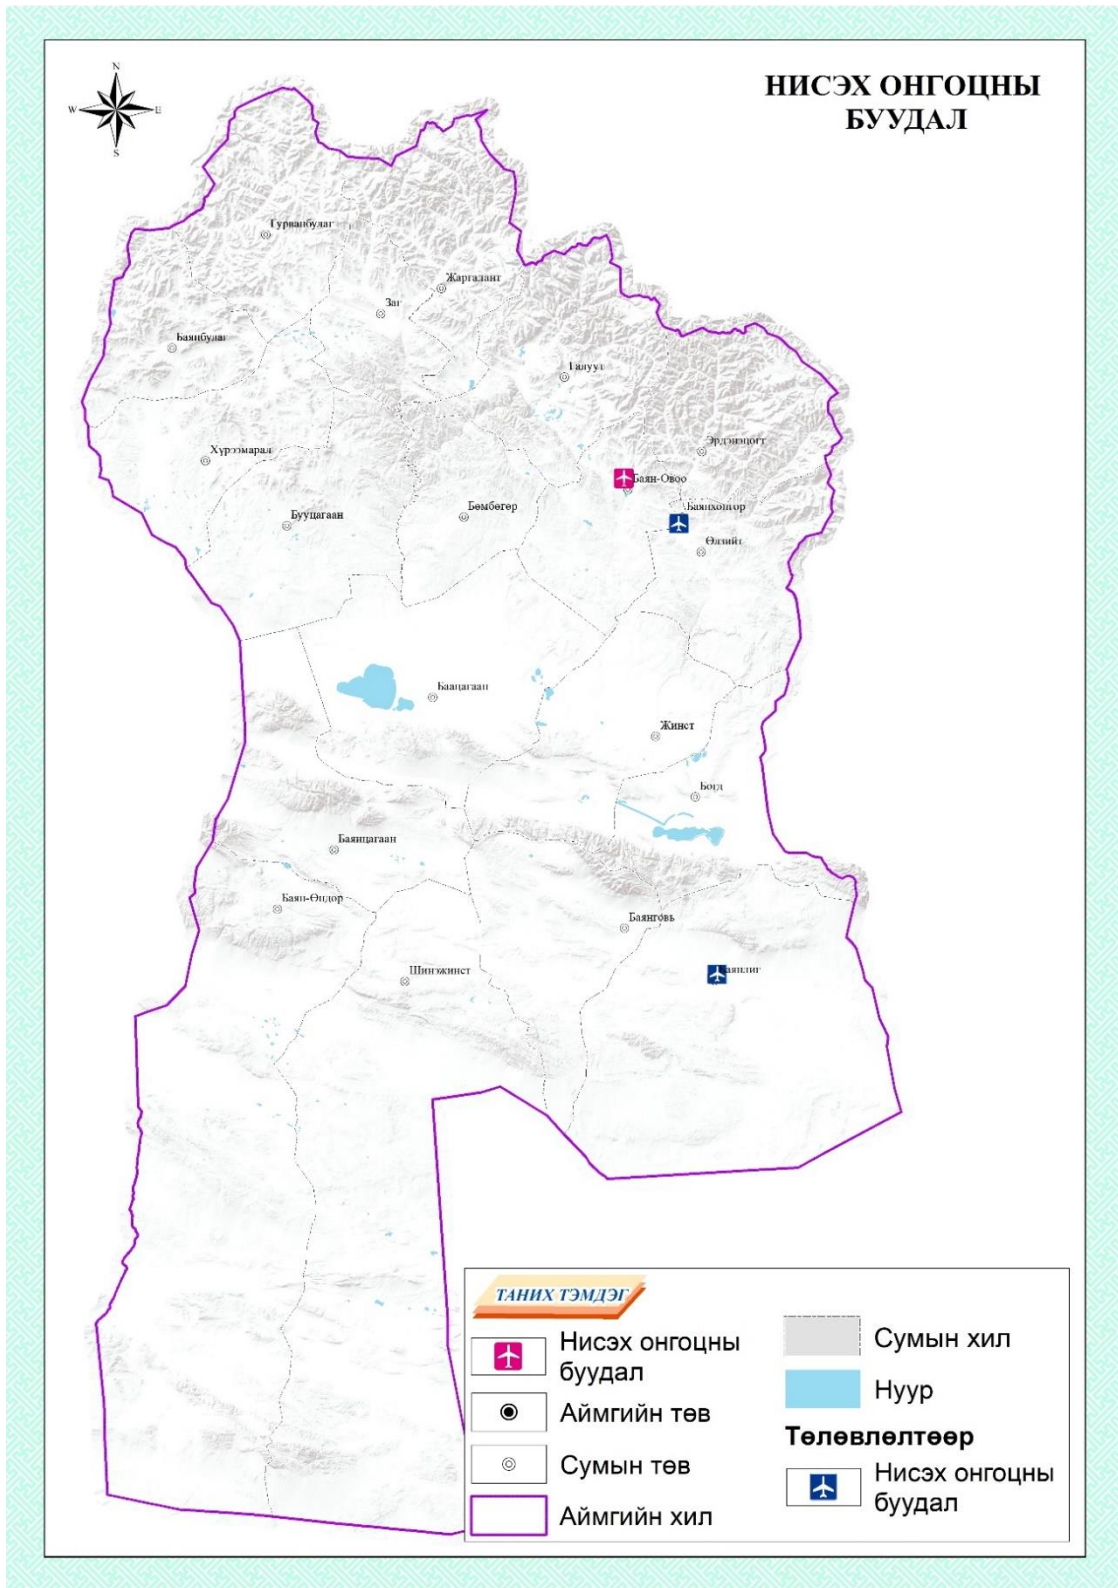 НИСЭХ ОНГОЦНЫ
БУУДАЛ
N
W
E
S
Гурванбулаг
Жаргалант
Заг
Баянбулаг
Галуут
Эрдэнэцогт
Хүрээмарал
Баян-Овоо
Баянхонгор
Бөмбөгөр
Бууцагаан
Өлзийт
Баацагаан
Жинст
Богд
Баянцагаан
Баян-Өндөр
Баянговь
Шинэжинст
аянлиг
ТАНИХ ТЭМДЭГ
Нисэх онгоцны
буудал
Аймгийн төв
Сумын төв
Аймгийн хил
Сумын хил
Нуур
Төлөвлөлтөөр
Нисэх онгоцны
буудал